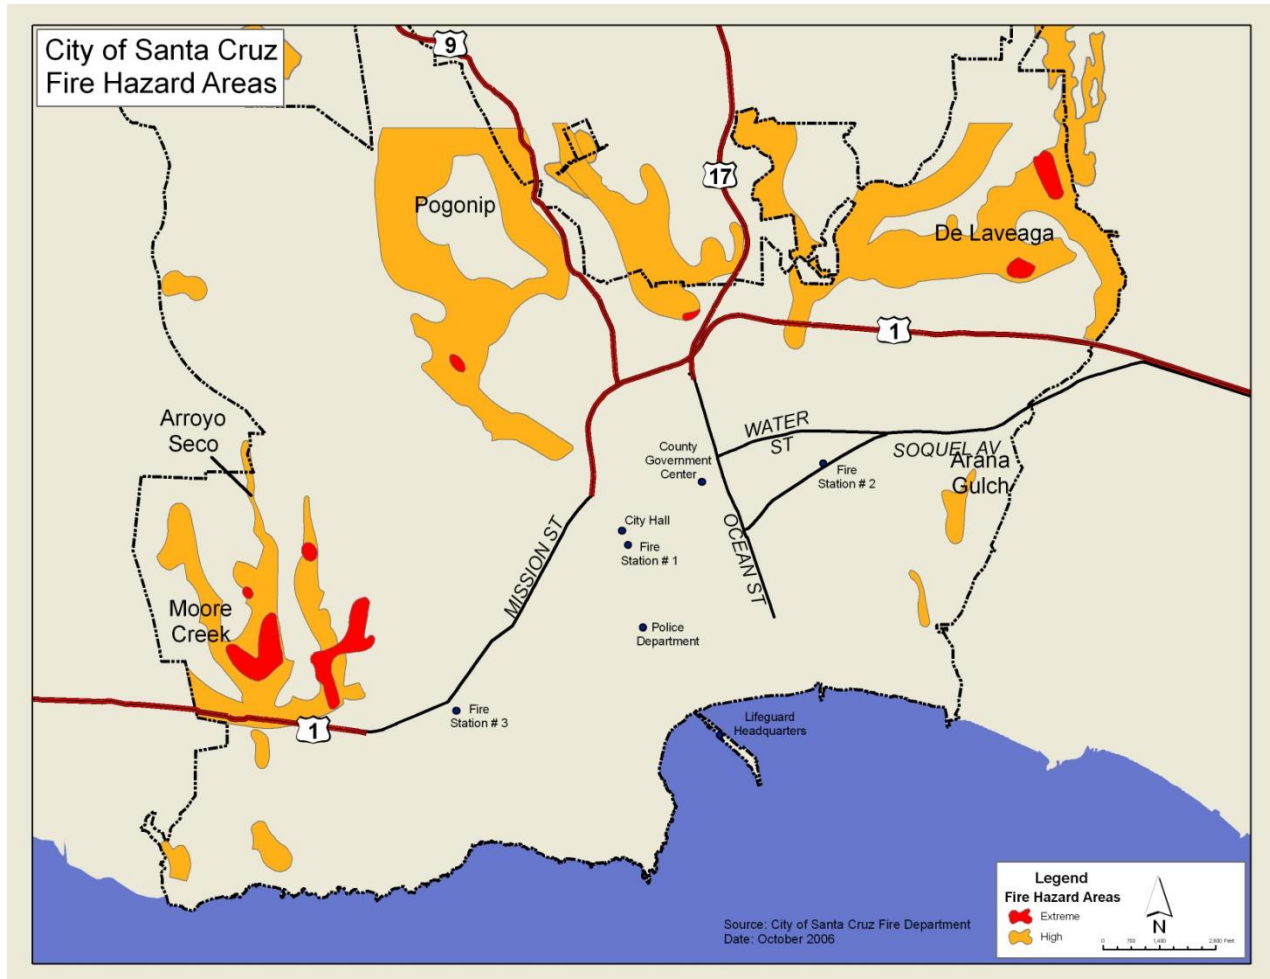 City of Santa Cruz
Fire Hazard Areas
9
17
Pogonip
De Laveaga
1
Arroyo
Seco
WATER
ST
SOQUEL AV
County
Government
Center
Fire
Station # 2
Arana
Gulch
City Hall
Fire
Station # 1
OCEAN ST
MISSION ST
Moore
Creek
Police
Department
Fire
Station # 3
1
Lifeguard
Headquarters
Source: City of Santa Cruz Fire Department
Date: October 2006
Legend
Fire Hazard Areas
Extreme
High
N
0
Feet